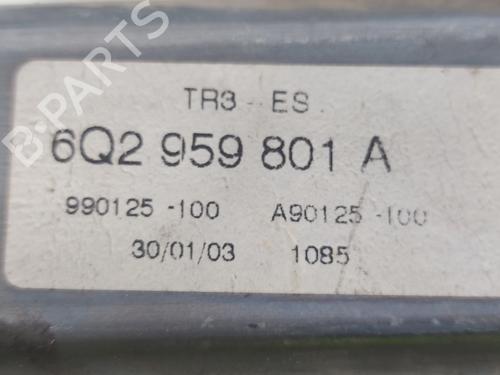 TR3 - ES
6Q2 959 801 A
990125 -100 A90125 -100
30/01/03 1085
B-PARTS